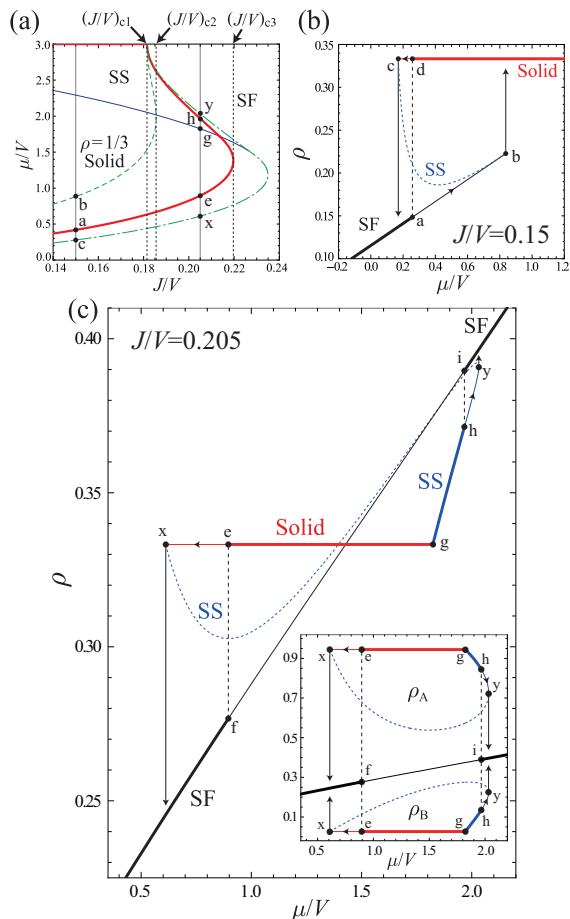 (a)
(J/V)c1
(J/V)c2
(J/V)c3
3.0
2.5
2.0
1.5
1.0
0.5
0.0
μ/V
SS
SF
ρ=1/3
Solid
y
h
g
b
a
c
e
x
0.14
0.16
0.18
0.20
0.22
0.24
J/V
(b)
0.35
0.30
0.25
0.20
0.15
0.10
ρ
c
d
Solid
SS
b
SF
a
J/V=0.15
−0.2
0.0
0.2
0.4
0.6
0.8
1.0
1.2
μ/V
(c)
J/V=0.205
0.40
0.35
0.30
0.25
ρ
SF
i
y
h
SS
x
e
Solid
g
SS
f
SF
0.5
1.0
1.5
2.0
μ/V
0.9
0.7
0.5
0.3
0.1
x
e
g
h
y
ρA
i
f
y
ρB
x
e
g
h
0.5
1.0
1.5
2.0
μ/V